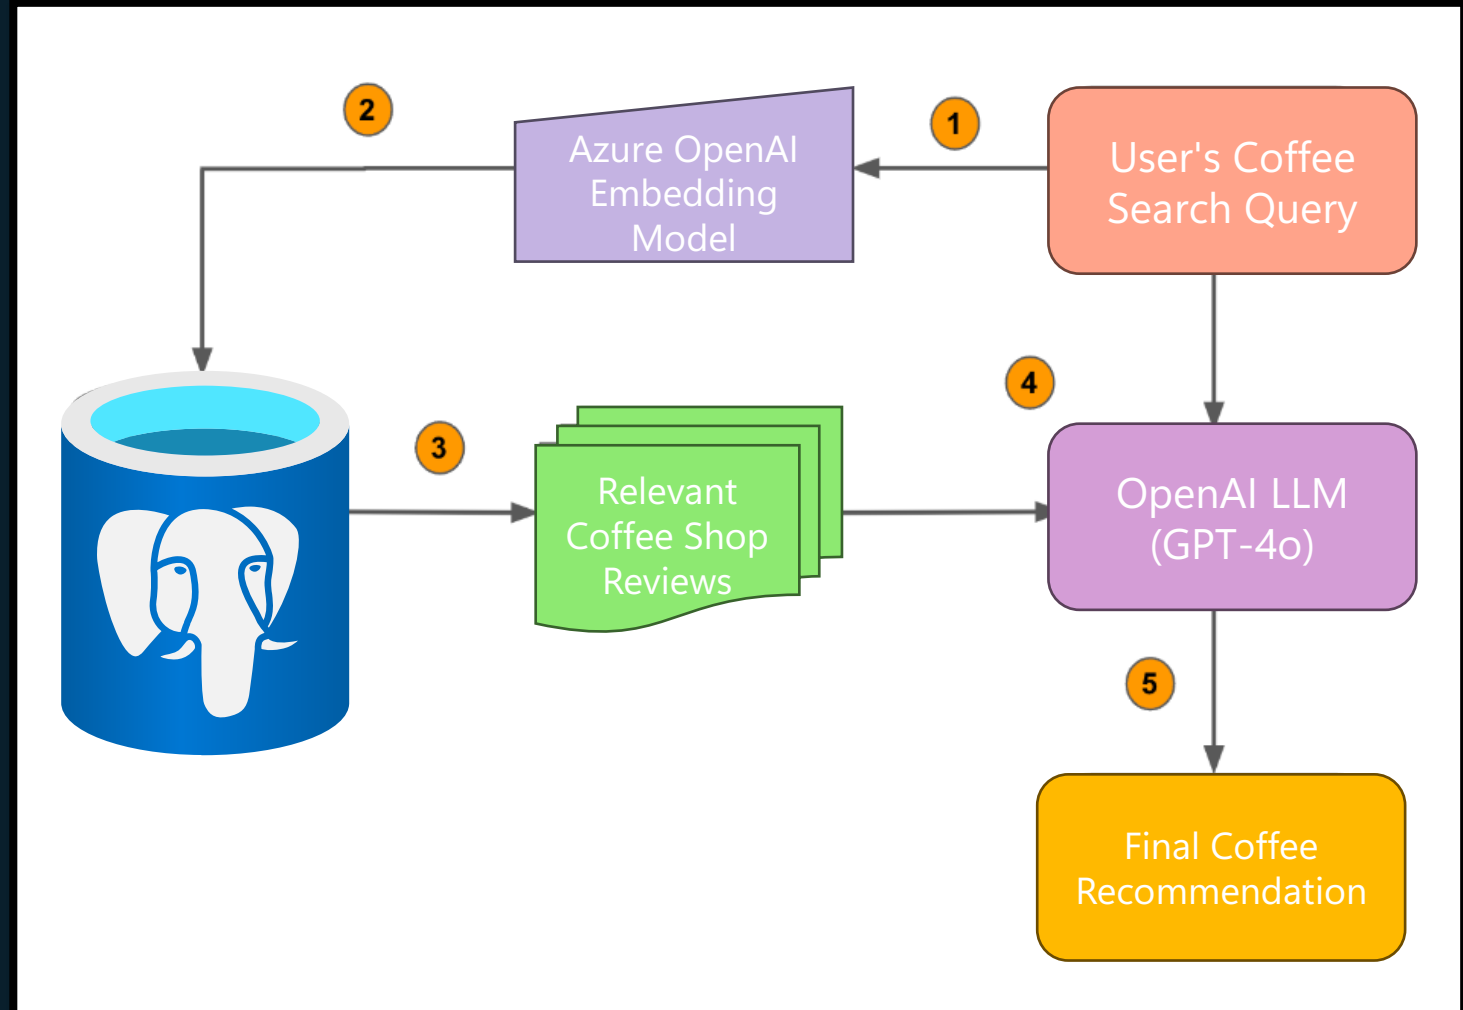 2
1
Azure OpenAI
Embedding
Model
User's Coffee
Search Query
3
Relevant
Coffee Shop
Reviews
4
OpenAI LLM
(GPT-4o)
5
Final Coffee
Recommendation